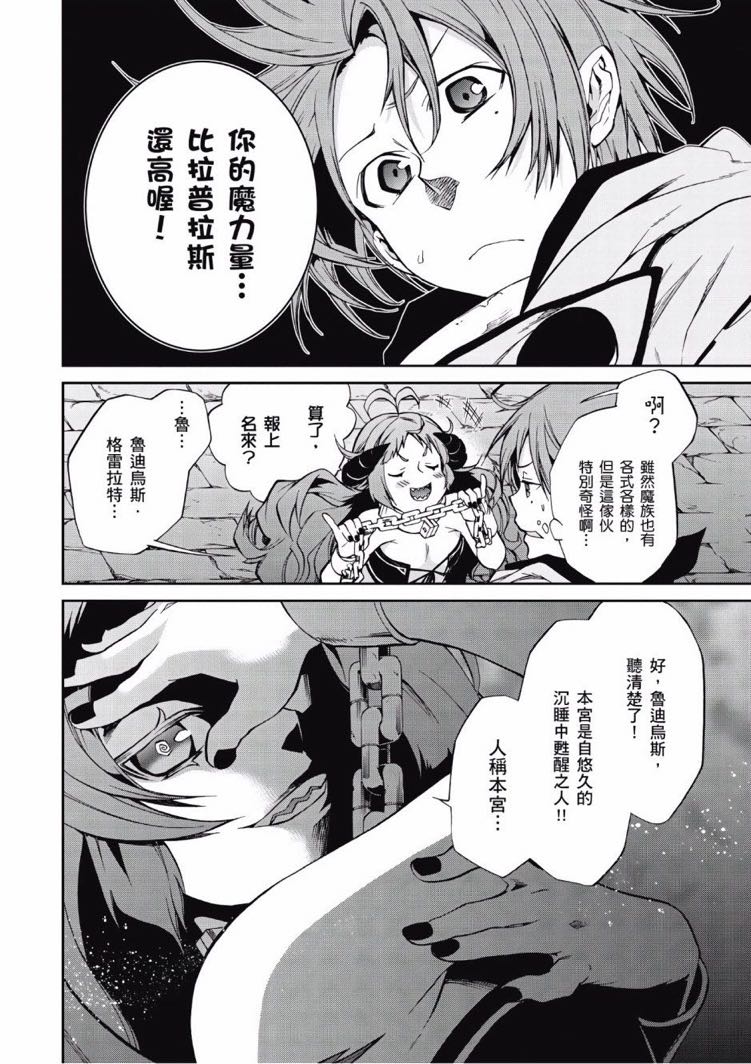 你的魔力量…
比拉普拉斯
還高喔！
啊？
雖然魔族也有
各式各樣的，
但是這傢伙
特別奇怪啊…
算了，
報上
名來？
…魯…
魯迪烏斯．
格雷拉特…
好，魯迪烏斯，
聽清楚了！
本宮是自悠久的
沉睡中甦醒之人!!
人稱本宮…